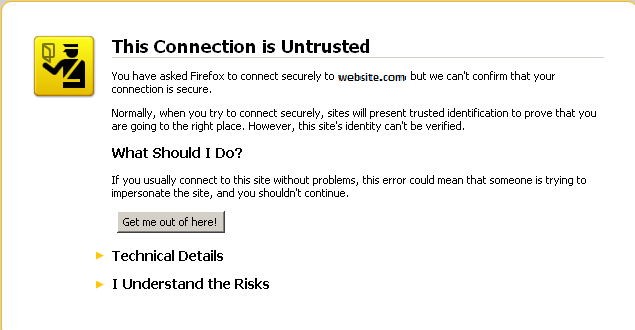 This Connection is Untrusted
You have asked Firefox to connect securely to website.com, but we can't confirm that your
connection is secure.
Normally, when you try to connect securely, sites will present trusted identification to prove that you
are going to the right place. However, this site's identity can't be verified.
What Should I Do?
If you usually connect to this site without problems, this error could mean that someone is trying to
impersonate the site, and you shouldn't continue.
Get me out of here!
Technical Details
I Understand the Risks